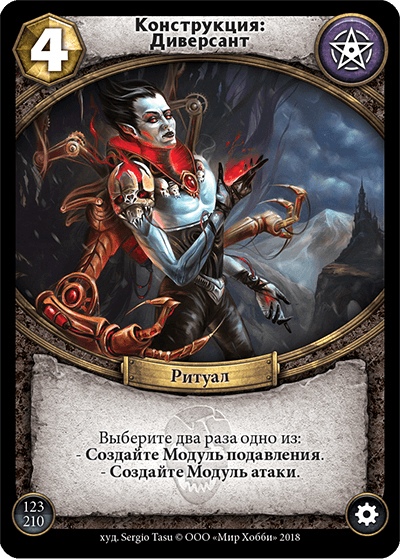 Конструкция:
Диверсант
4
Ритуал
Выберите два раза одно из:
- Создайте Модуль подавления.
- Создайте Модуль атаки.
123
210
худ. Sergio Tasu © ООО «Мир Хобби» 2018